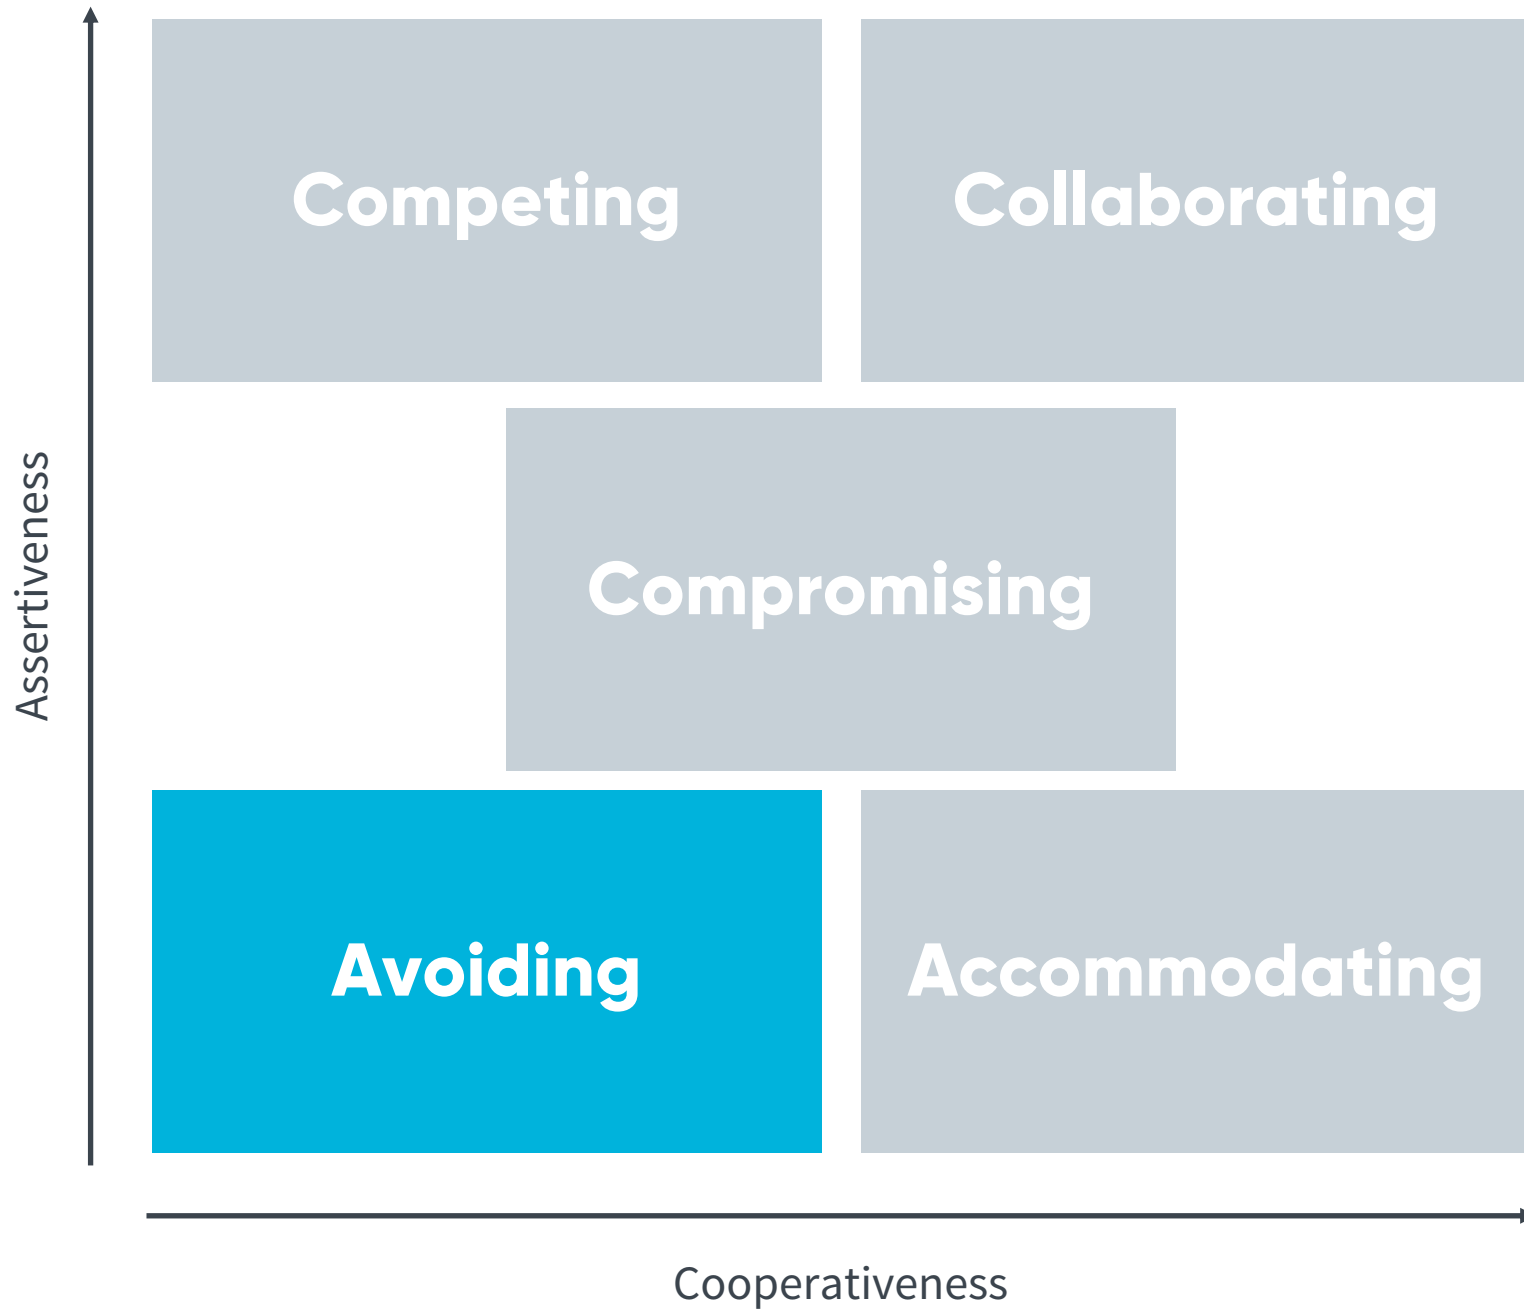 Competing
Collaborating
Assertiveness
Compromising
Avoiding
Accommodating
Cooperativeness